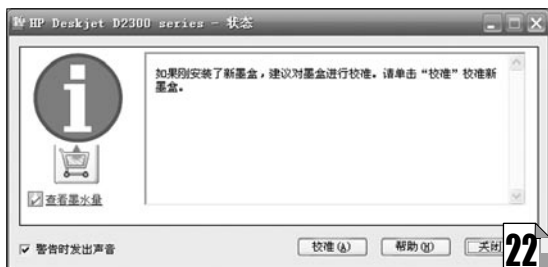 HP Deskjet D2300 series - 状态
如果刚安装了新墨盒，建议对墨盒进行校准。请单击“校准”校准新
墨盒。
查看墨水量
警告时发出声音
校准(A)
帮助(H)
关闭
22